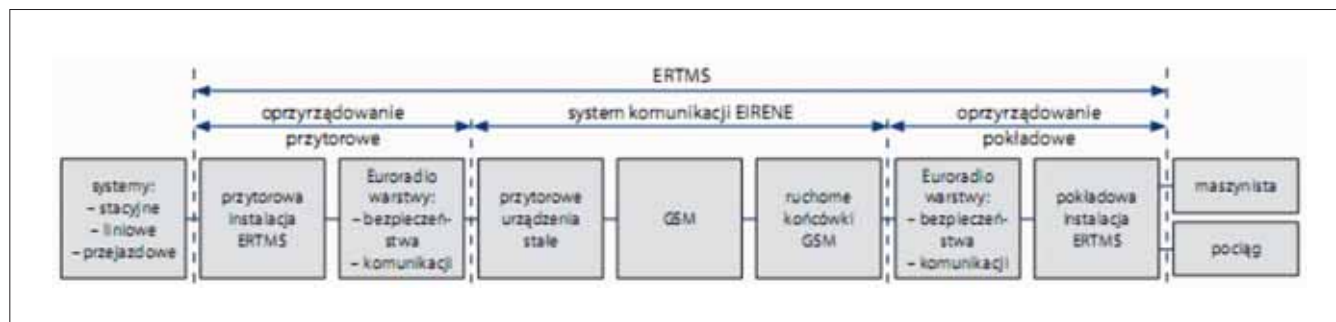 ERTMS
oprzyrządowanie
przytorowe
system komunikacji EIRENE
oprzyrządowanie
pokładowe
systemy:
– stacyjne
– liniowe
– przejazdowe
przytorowa
instalacja
ERTMS
Euroradio
warstwy:
– bezpieczeń-
stwa
– komunikacji
przytorowe
urządzenia
stałe
GSM
ruchome
końcówki
GSM
Euroradio
warstwy:
– bezpieczeń-
stwa
– komunikacji
pokładowa
instalacja
ERTMS
maszynista
pociąg